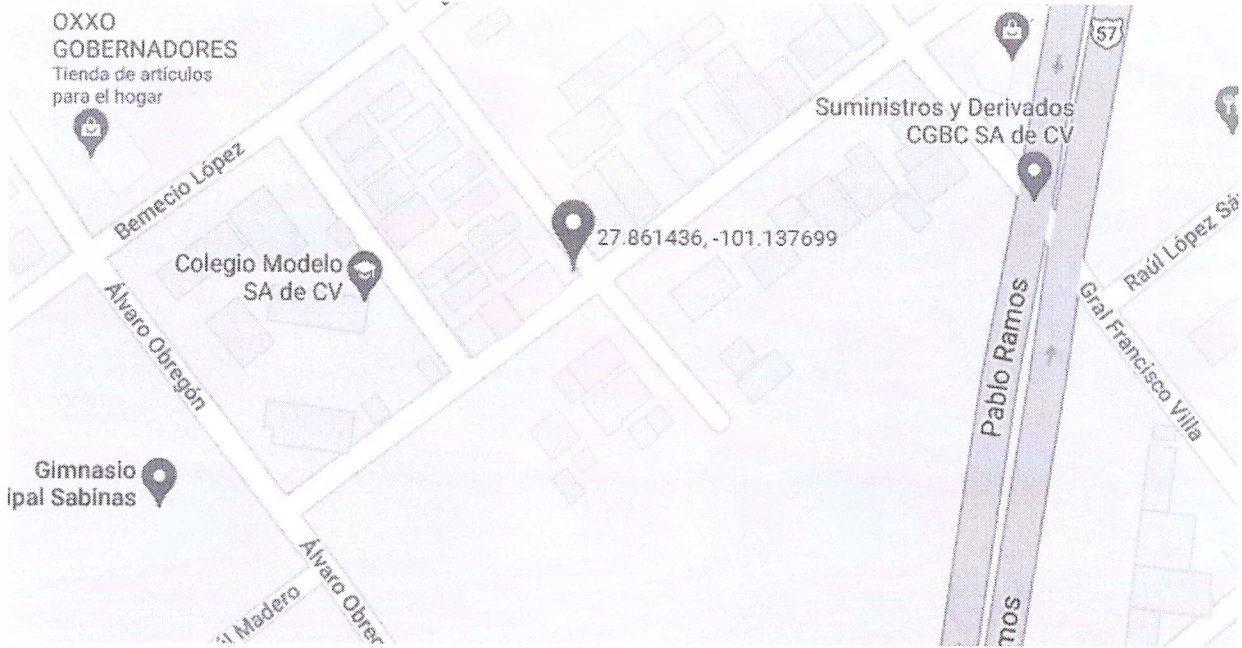 OXXO
GOBERNADORES
Tienda de artículos
para el hogar
57
Suministros y Derivados
CGBC SA de CV
Bernecio López
27.861436, -101.137699
Colegio Modelo
SA de CV
Raúl López
Álvaro Obregón
Pablo Ramos
Gral Francisco Villa
Gimnasio
ipal Sabinas
Álvaro Obreg
Madero
mos